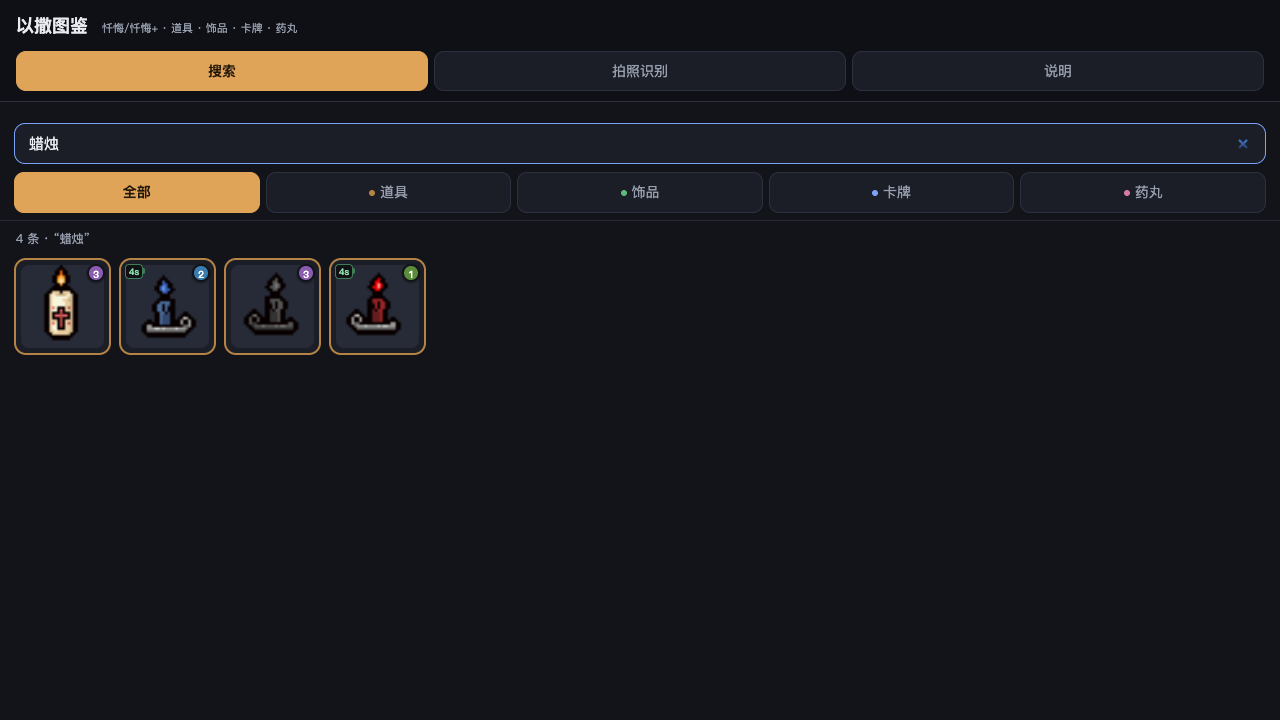 以撒图鉴 忏悔/忏悔+ · 道具 · 饰品 · 卡牌 · 药丸
搜索 拍照识别 说明
蜡烛 ×
全部 道具 饰品 卡牌 药丸
4 条 · “蜡烛”
3 4s 2 3 4s 1